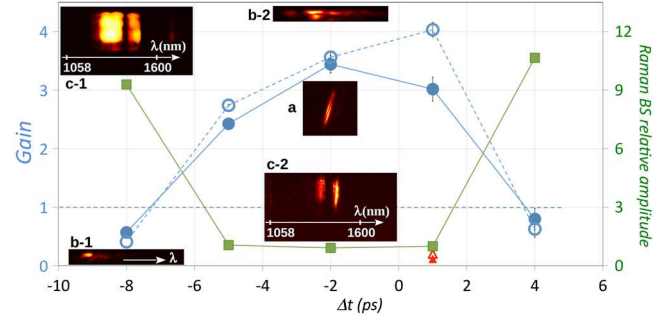 4
3
2
1
0
Gain
12
9
6
3
0
Raman BS relative amplitude
-10
-8
-6
-4
-2
0
2
4
6
Δt (ps)
λ(nm)
1058
1600
c-1
b-2
a
c-2
λ(nm)
1058
1600
b-1
λ